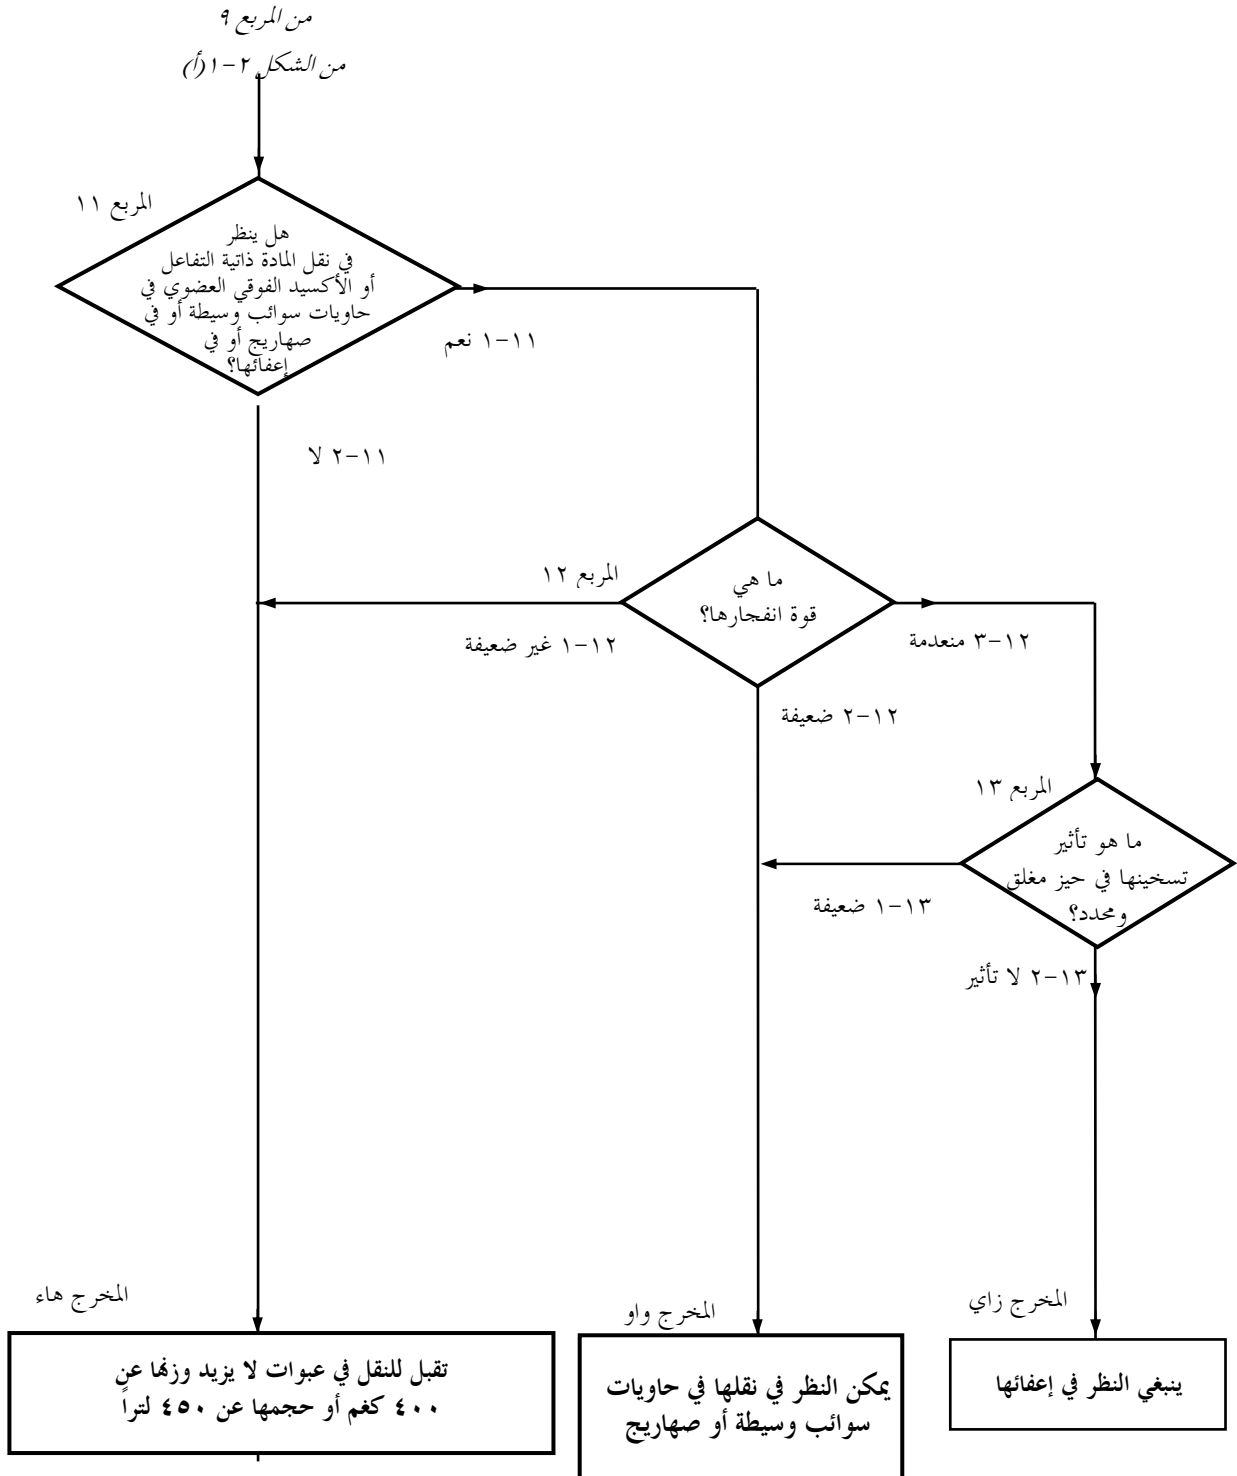 من المربع ٩
من الشكل ٢-١(أ)
المربع ١١
هل ينظر
في نقل المادة ذاتية التفاعل
أو الأكسيد الفوقي العضوي في
حاويات سوائب وسيطة أو في
صهاريج أو في
إعفائها؟
١١-١ نعم
١١-٢ لا
المربع ١٢
ما هي
قوة انفجارها؟
١٢-١ غير ضعيفة
١٢-٣ منعدمة
١٢-٢ ضعيفة
المربع ١٣
ما هو تأثير
تسخينها في حيز مغلق
ومحدد؟
١٣-١ ضعيفة
١٣-٢ لا تأثير
المخرج زاي
ينبغي النظر في إعفائها
المخرج واو
يمكن النظر في نقلها في حاويات
سوائب وسيطة أو صهاريج
المخرج هاء
تقبل للنقل في عبوات لا يزيد وزنها عن
٤٠٠ كغم أو حجمها عن ٤٥٠ لتراً